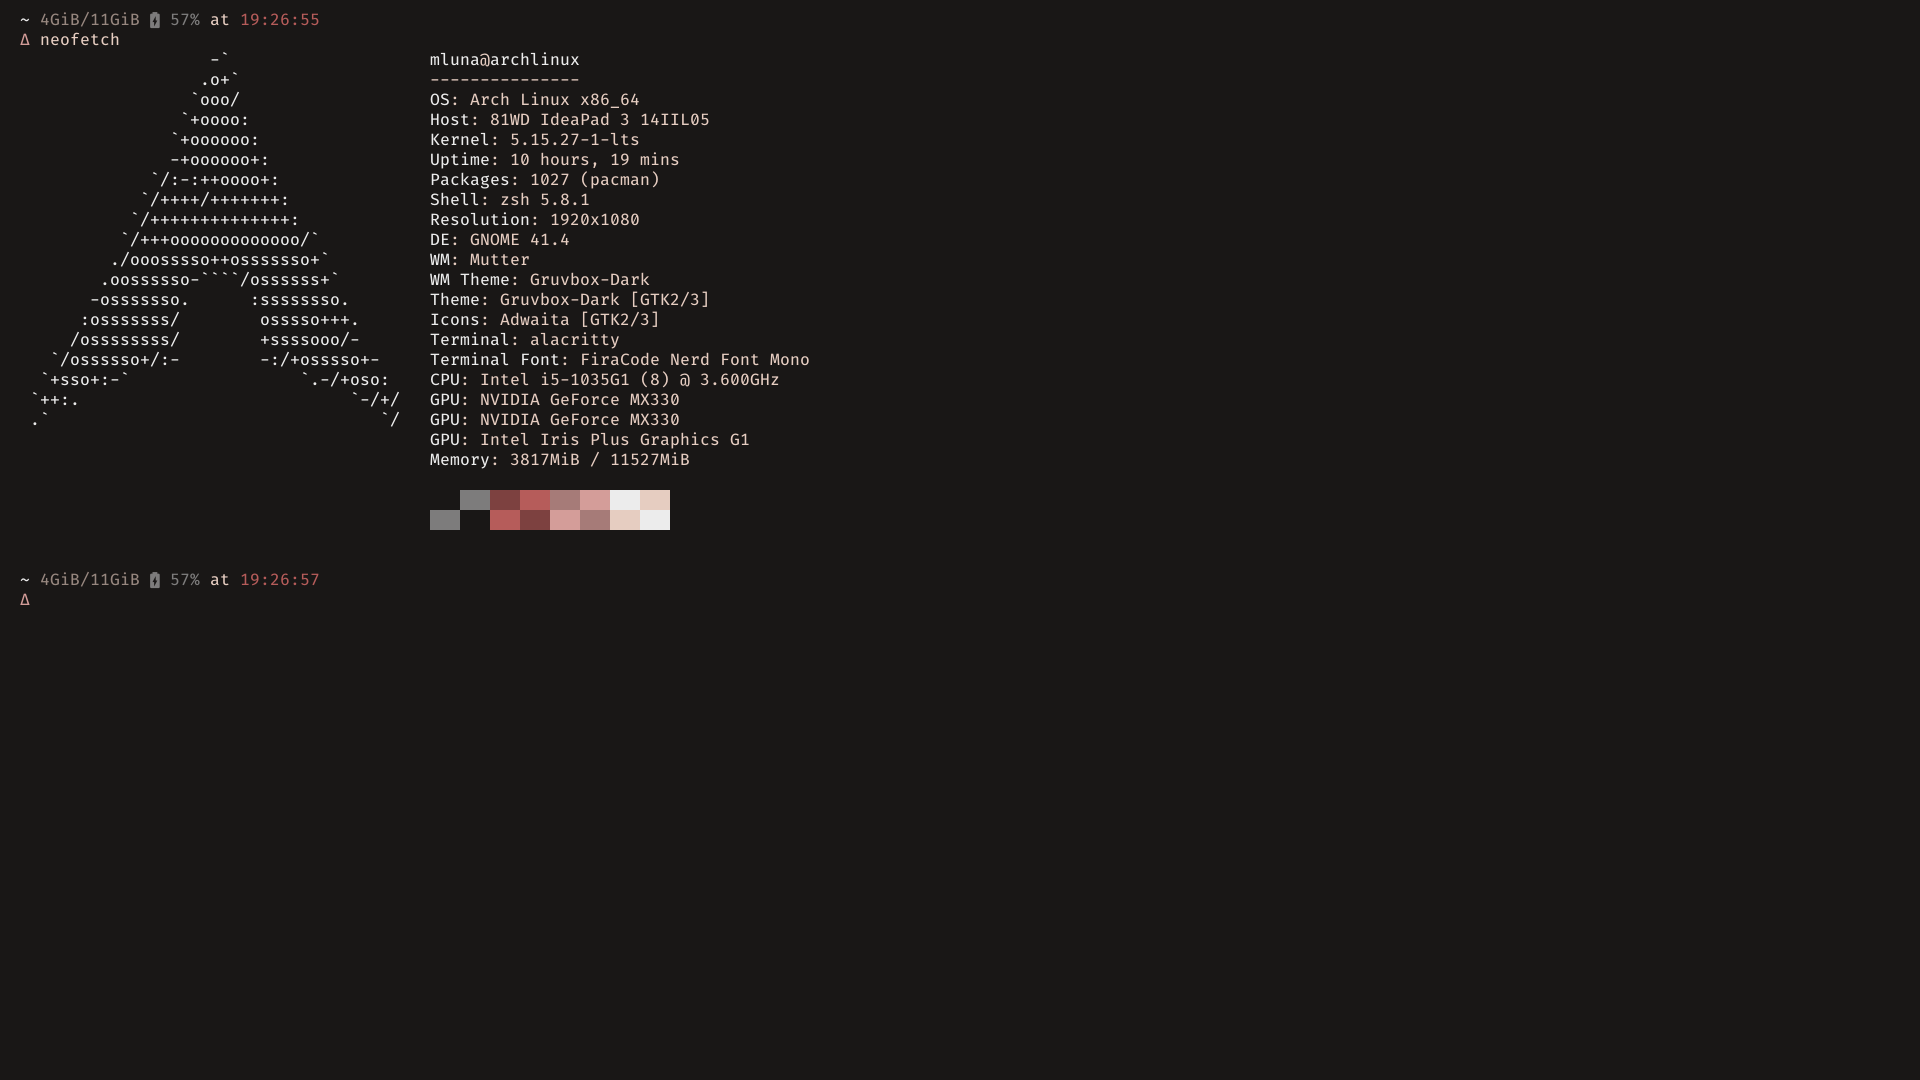 ~ 4GiB/11GiB 57% at 19:26:55
Δ neofetch
                   -`                    mluna@archlinux
                  .o+`                   ---------------
                 `ooo/                   OS: Arch Linux x86_64
                `+oooo:                  Host: 81WD IdeaPad 3 14IIL05
               `+oooooo:                 Kernel: 5.15.27-1-lts
               -+oooooo+:                Uptime: 10 hours, 19 mins
             `/:-:++oooo+:               Packages: 1027 (pacman)
            `/++++/+++++++:              Shell: zsh 5.8.1
           `/++++++++++++++:             Resolution: 1920x1080
          `/+++ooooooooooooo/`           DE: GNOME 41.4
         ./ooosssso++osssssso+`          WM: Mutter
        .oossssso-````/ossssss+`         WM Theme: Gruvbox-Dark
       -osssssso.      :ssssssso.        Theme: Gruvbox-Dark [GTK2/3]
      :osssssss/        osssso+++.       Icons: Adwaita [GTK2/3]
     /ossssssss/        +ssssooo/-       Terminal: alacritty
   `/ossssso+/:-        -:/+osssso+-     Terminal Font: FiraCode Nerd Font Mono
  `+sso+:-`                 `.-/+oso:    CPU: Intel i5-1035G1 (8) @ 3.600GHz
 `++:.                           `-/+/   GPU: NVIDIA GeForce MX330
 .`                                 `/   GPU: NVIDIA GeForce MX330
                                         GPU: Intel Iris Plus Graphics G1
                                         Memory: 3817MiB / 11527MiB
~ 4GiB/11GiB 57% at 19:26:57
Δ